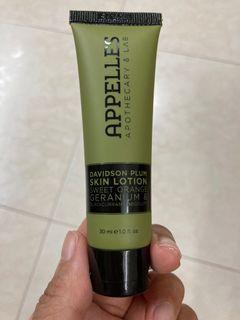 APPELLES
APOTHECARY & LAB
DAVIDSON PLUM
SKIN LOTION
SWEET ORANGE
GERANIUM &
30 ml e 1.0 fl.oz